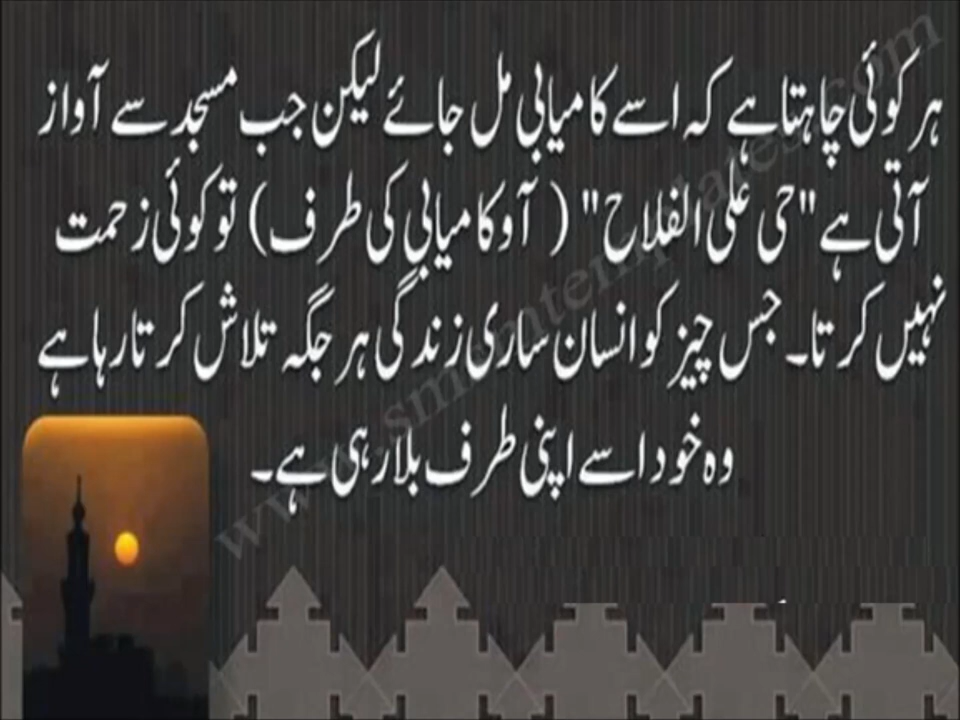 ہر کوئی چاہتا ہے کہ اسے کامیابی مل جائے لیکن جب مسجد سے آواز
آتی ہے "حی علی الفلاح" ( آو کامیابی کی طرف) تو کوئی زحمت
نہیں کرتا۔ جس چیز کو انسان ساری زندگی ہر جگہ تلاش کرتا رہا ہے
وہ خود اسے اپنی طرف بلا رہی ہے۔